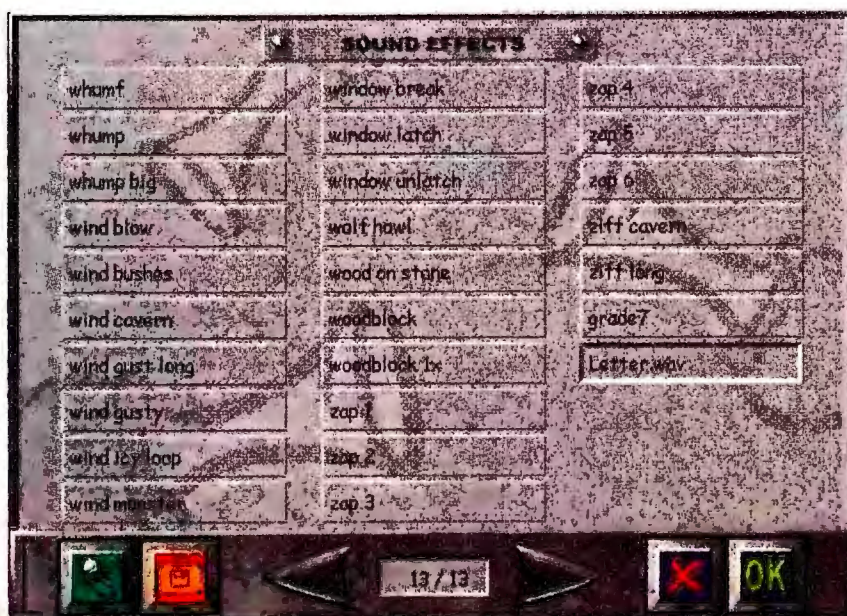 SOUND EFFECTS
whumf
whump
whump big
wind blow
wind bushes
wind cavern
wind gust long
wind gusty
wind icy loop
wind monster
window break
window latch
window unlatch
wolf howl
wood on stone
woodblock
woodblock 1x
zap 1
zap 2
zap 3
zap 4
zap 5
zap 6
ziff cavern
ziff long
grade7
Letter.wav
13 / 13
OK